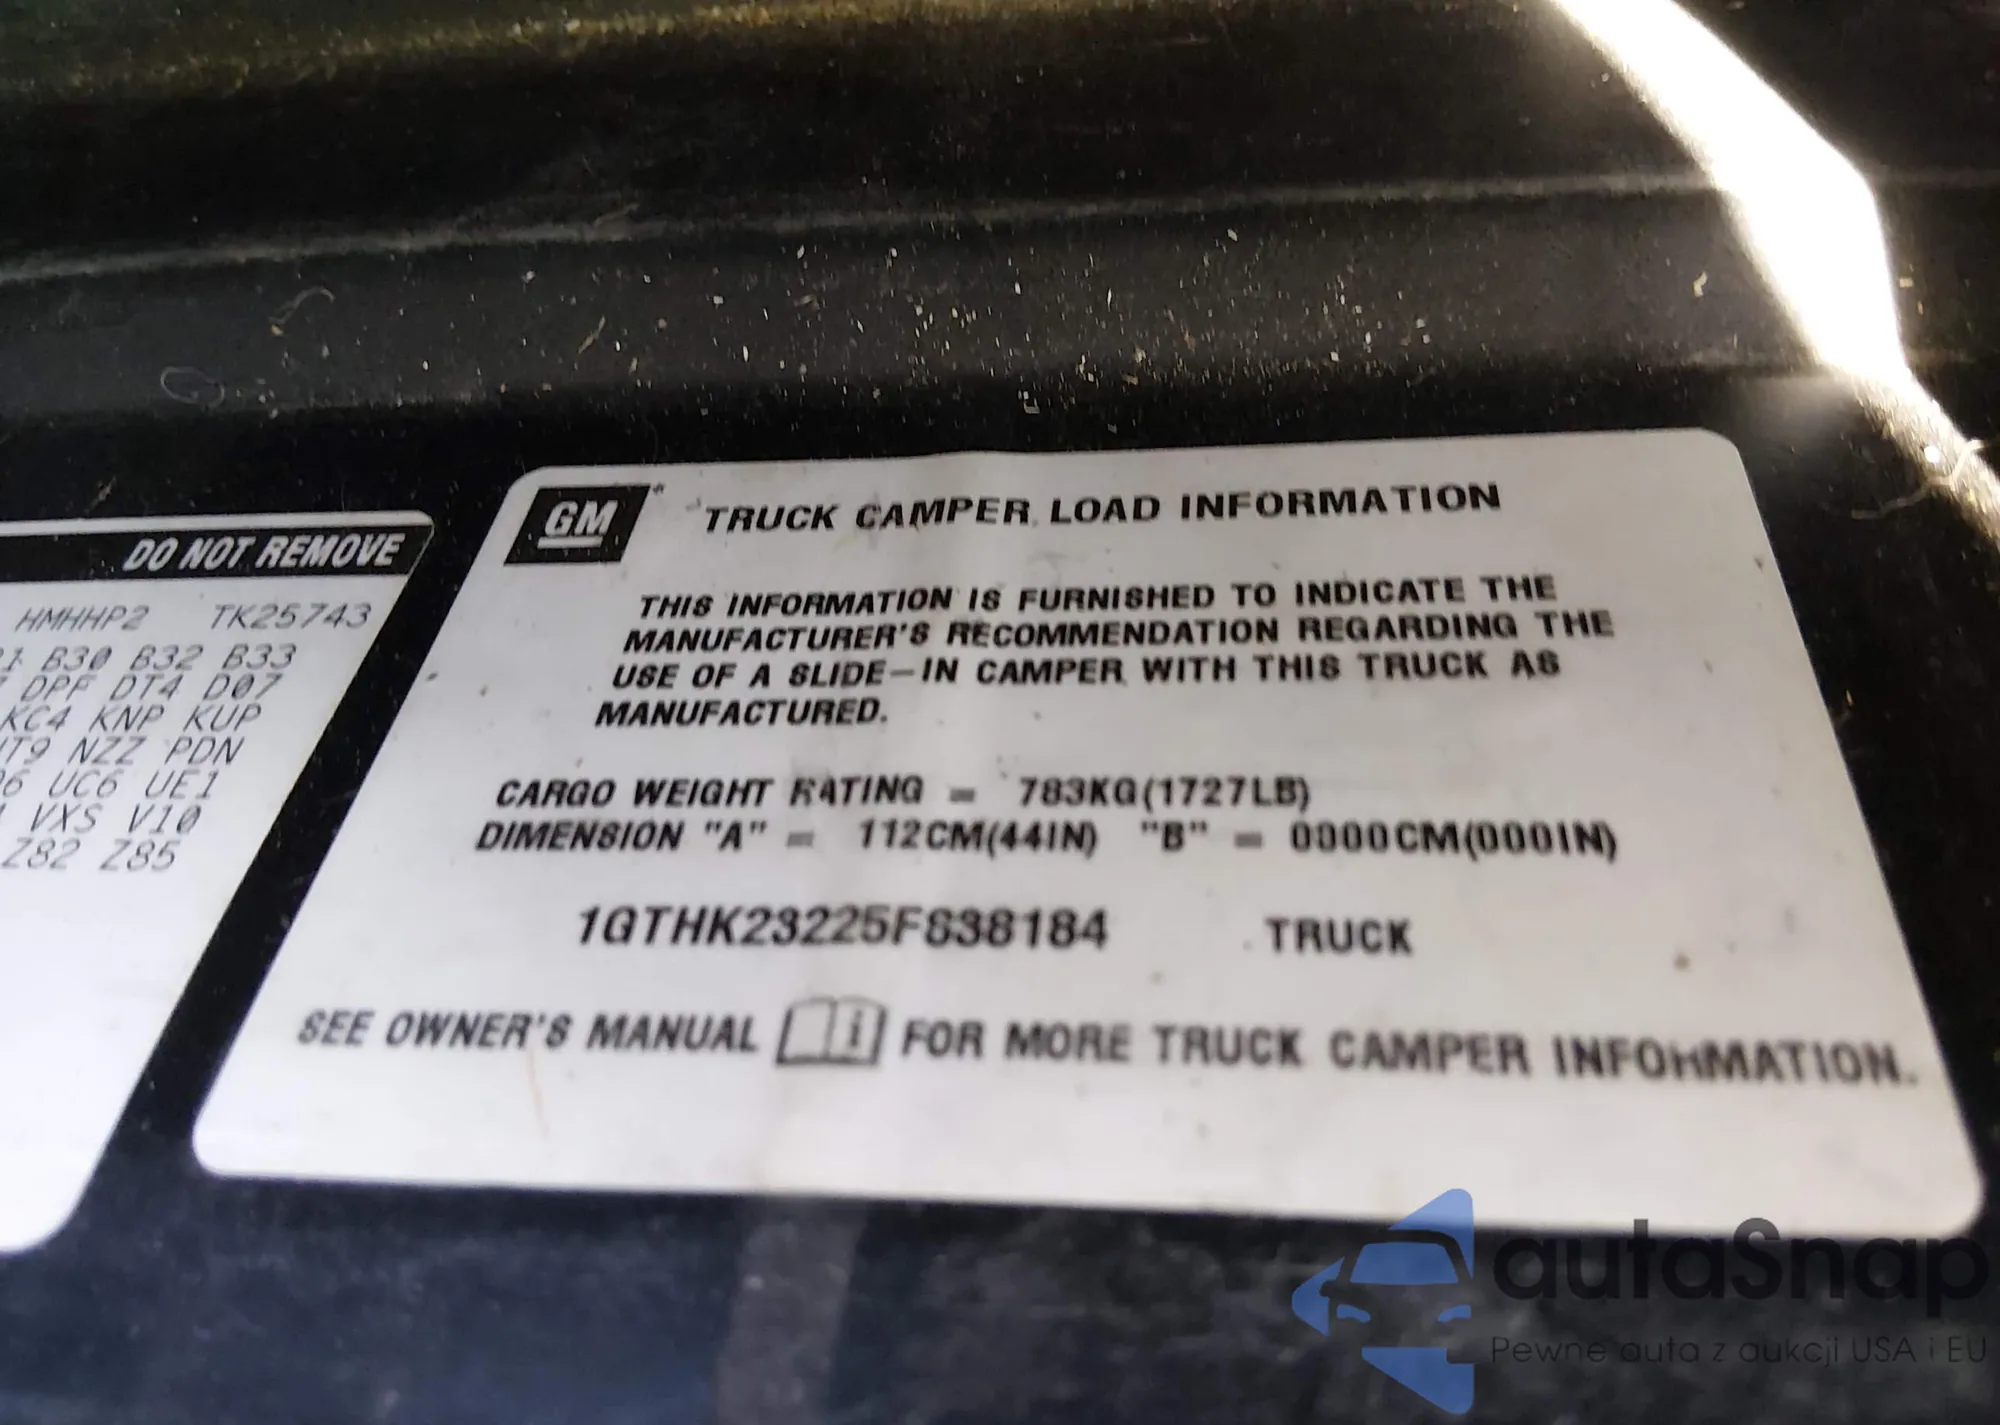 DO NOT REMOVE
HMHHP2 TK25743
B30 B32 B33
DPF DT4 D07
KC4 KNP KUP
NZZ PDN
UC6 UE1
VXS V10
Z82 Z85
GM TRUCK CAMPER LOAD INFORMATION
THIS INFORMATION IS FURNISHED TO INDICATE THE
MANUFACTURER'S RECOMMENDATION REGARDING THE
USE OF A SLIDE-IN CAMPER WITH THIS TRUCK AS
MANUFACTURED.
CARGO WEIGHT RATING = 783KG(1727LB)
DIMENSION "A" = 112CM(44IN) "B" = 0000CM(000IN)
1GTHK23225F838184 TRUCK
SEE OWNER'S MANUAL FOR MORE TRUCK CAMPER INFORMATION.
autaSnap
Pewne auta z aukcji USA i EU